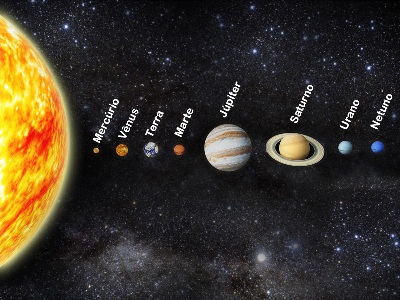 Mercúrio
Vênus
Terra
Marte
Júpiter
Saturno
Urano
Netuno